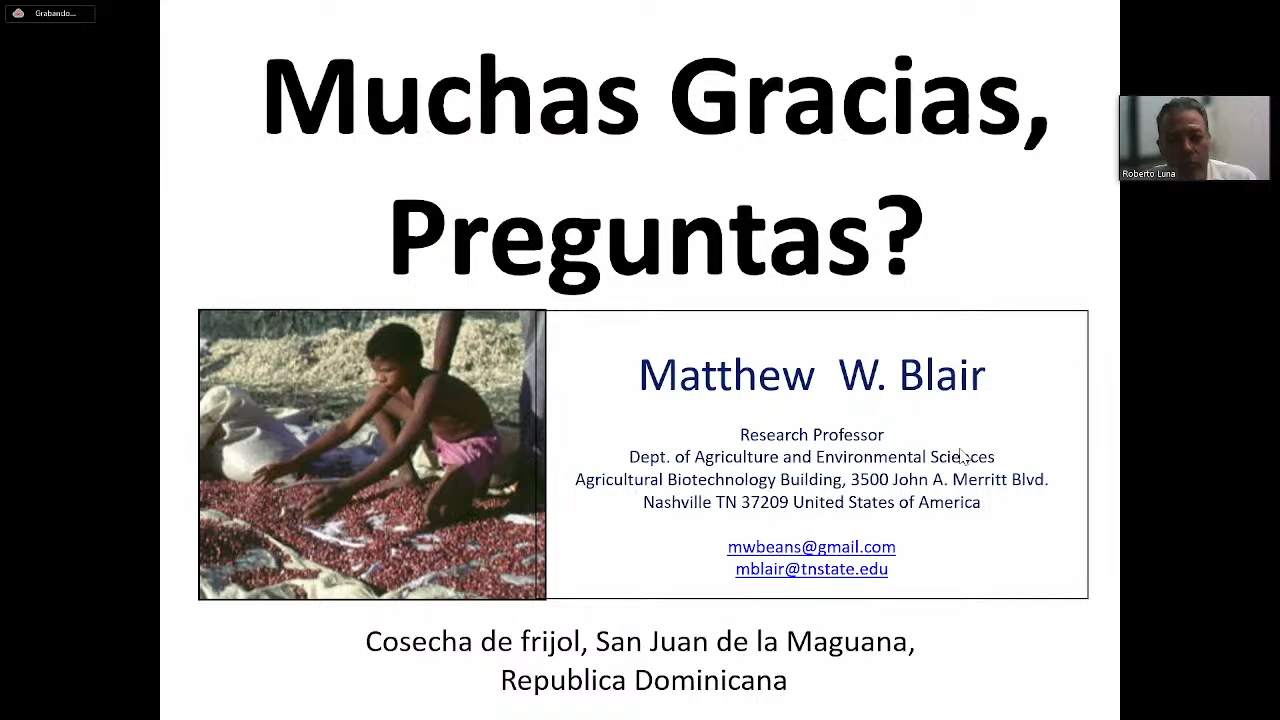 Grabando...
Muchas Gracias,
Preguntas?
Roberto Luna
Matthew W. Blair
Research Professor
Dept. of Agriculture and Environmental Sciences
Agricultural Biotechnology Building, 3500 John A. Merritt Blvd.
Nashville TN 37209 United States of America
mwbeans@gmail.com
mblair@tnstate.edu
Cosecha de frijol, San Juan de la Maguana,
Republica Dominicana